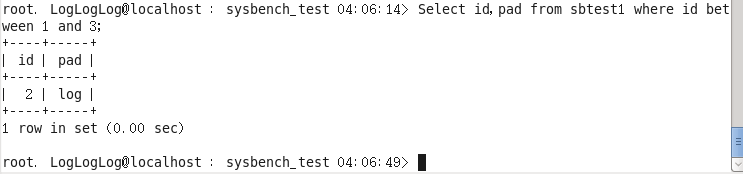 root. LogLogLog@localhost : sysbench_test 04:06:14> Select id,pad from sbtest1 where id bet
ween 1 and 3;
+----+-----+
| id | pad |
+----+-----+
|  2 | log |
+----+-----+
1 row in set (0.00 sec)
root. LogLogLog@localhost : sysbench_test 04:06:49>